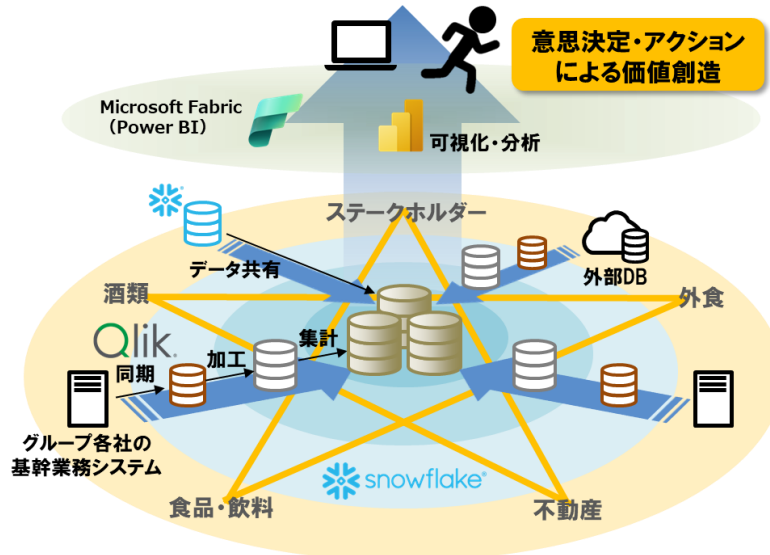 意思決定・アクション
による価値創造
Microsoft Fabric
（Power BI）
可視化・分析
ステークホルダー
データ共有
外部DB
酒類
外食
Qlik
集計
加工
同期
グループ各社の
基幹業務システム
snowflake
食品・飲料
不動産